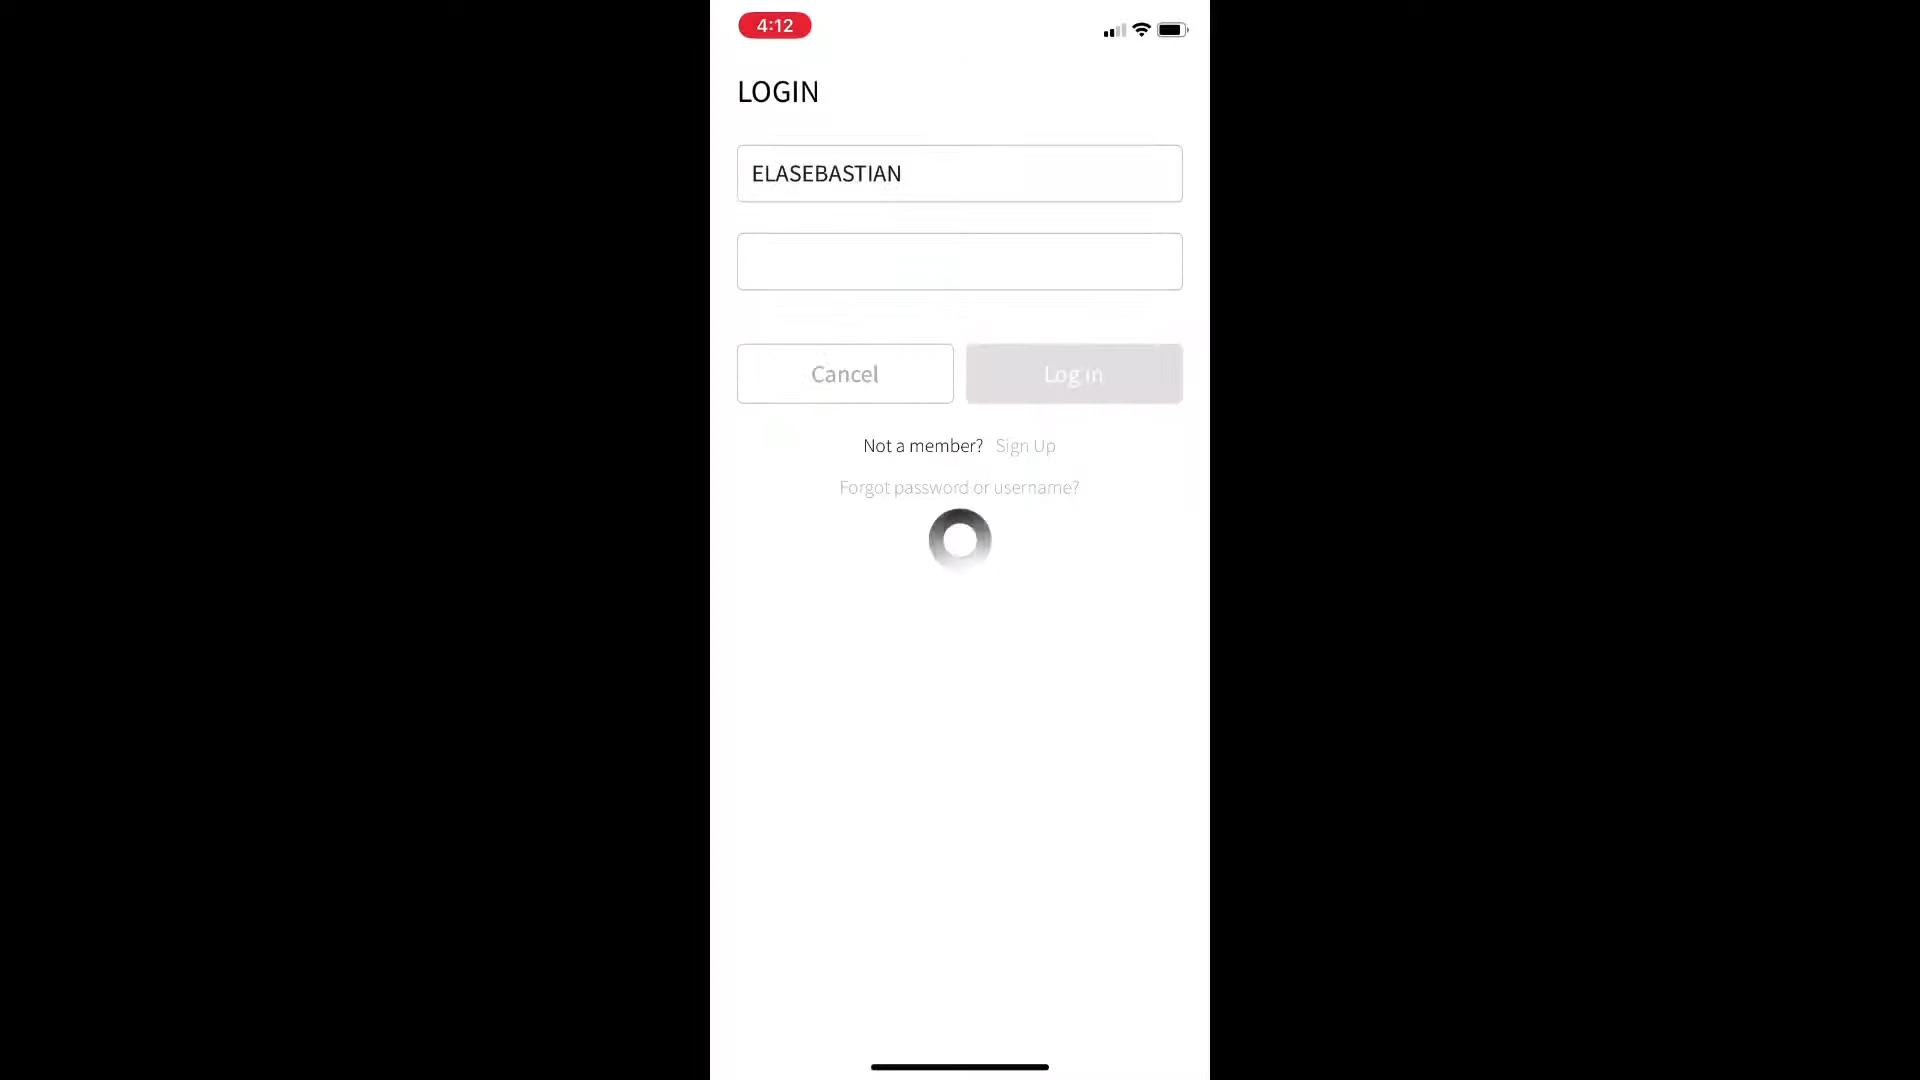 4:12
LOGIN
ELASEBASTIAN
Cancel
Log in
Not a member? Sign Up
Forgot password or username?